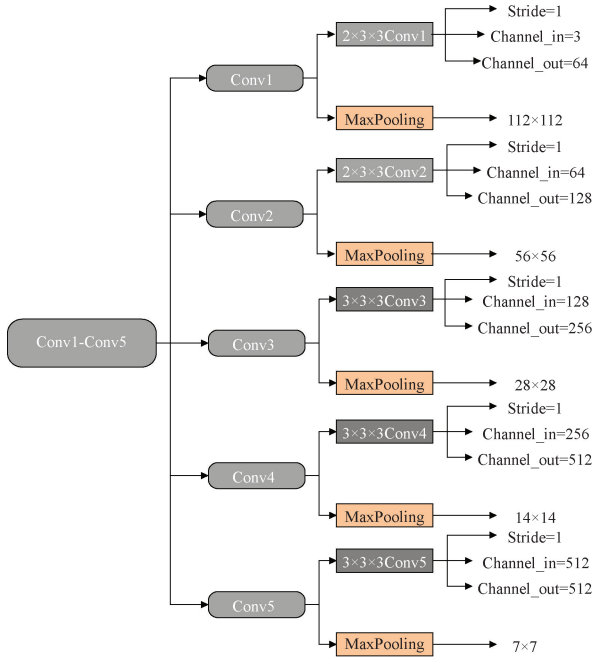 Stride=1
2×3×3Conv1
Channel_in=3
Channel_out=64
Conv1
MaxPooling
112×112
Stride=1
2×3×3Conv2
Channel_in=64
Channel_out=128
Conv2
MaxPooling
56×56
Stride=1
3×3×3Conv3
Channel_in=128
Channel_out=256
Conv1-Conv5
Conv3
MaxPooling
28×28
Stride=1
3×3×3Conv4
Channel_in=256
Channel_out=512
Conv4
MaxPooling
14×14
Stride=1
3×3×3Conv5
Channel_in=512
Channel_out=512
Conv5
MaxPooling
7×7